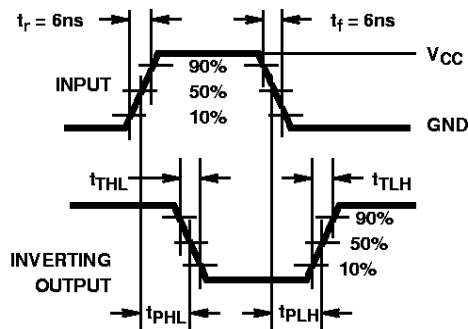 tr = 6ns
tf = 6ns
VCC
90%
INPUT
50%
10%
GND
tTHL
tTLH
90%
50%
INVERTING
OUTPUT
10%
tPHL
tPLH